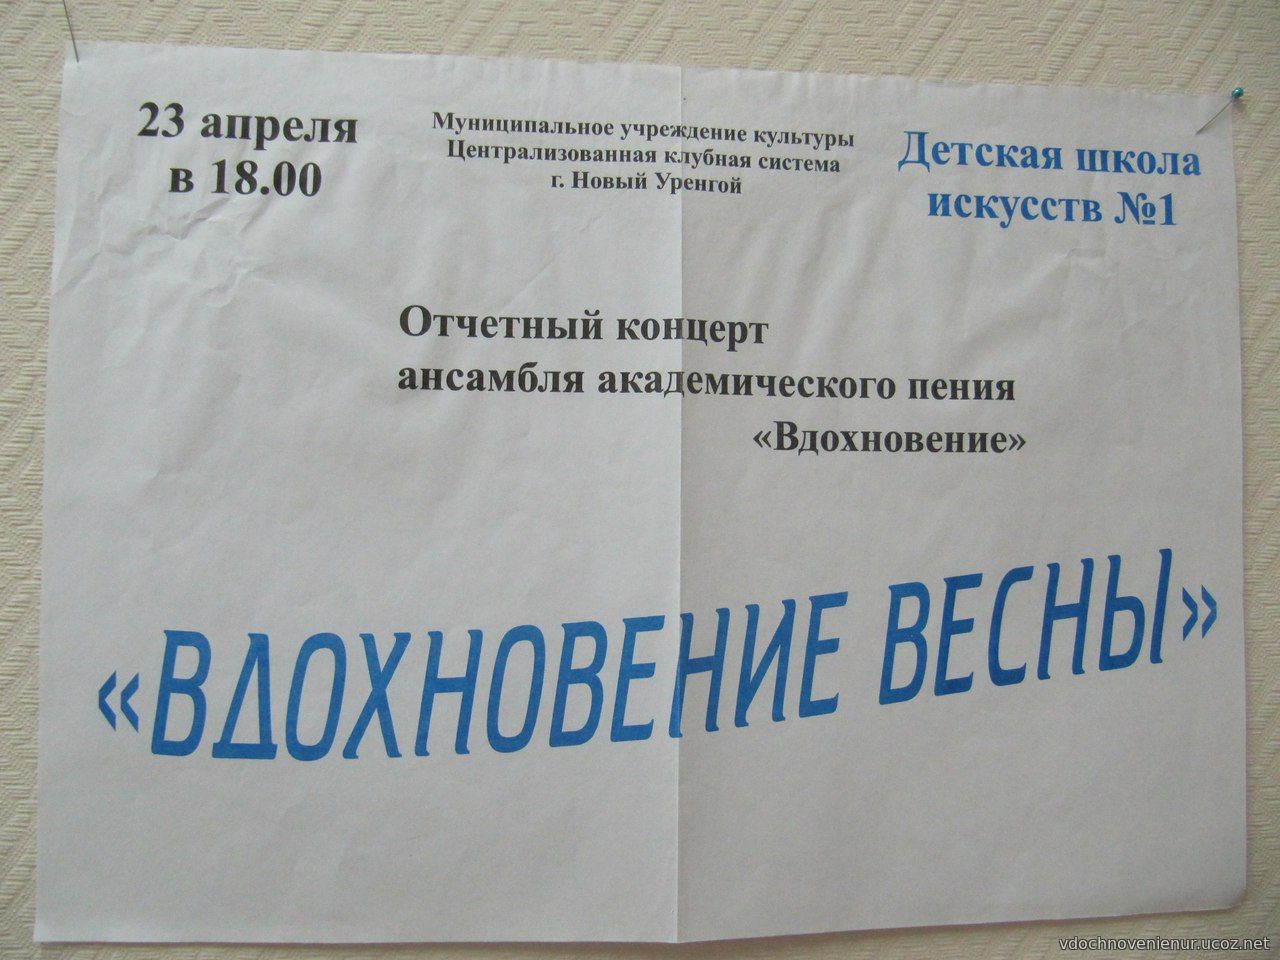 23 апреля
в 18.00
Муниципальное учреждение культуры
Централизованная клубная система
г. Новый Уренгой
Детская школа
искусств №1
Отчетный концерт
ансамбля академического пения
«Вдохновение»
«ВДОХНОВЕНИЕ ВЕСНЫ»
vdochnovenienur.ucoz.net